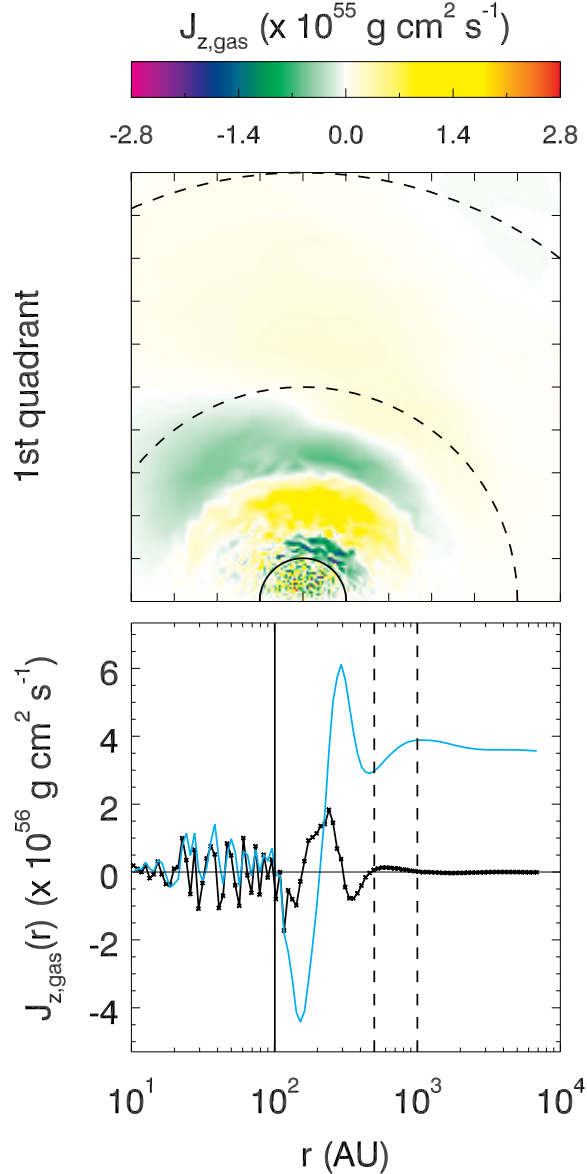 J_z,gas (x 10^55 g cm^2 s^-1)
-2.8 -1.4 0.0 1.4 2.8
1st quadrant
J_z,gas(r) (x 10^56 g cm^2 s^-1)
6
4
2
0
-2
-4
10^1 10^2 10^3 10^4
r (AU)